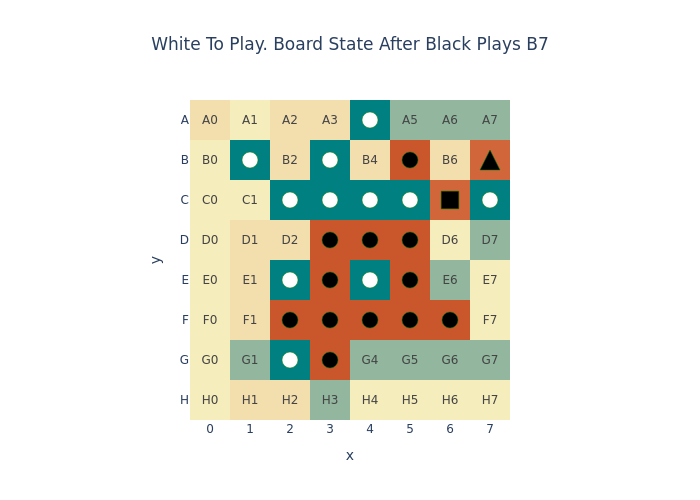 White To Play. Board State After Black Plays B7
A A0 A1 A2 A3 A5 A6 A7
B B0 B2 B4 B6
C C0 C1
D D0 D1 D2 D6 D7
E E0 E1 E6 E7
F F0 F1 F7
G G0 G1 G4 G5 G6 G7
H H0 H1 H2 H3 H4 H5 H6 H7
0 1 2 3 4 5 6 7
x
y